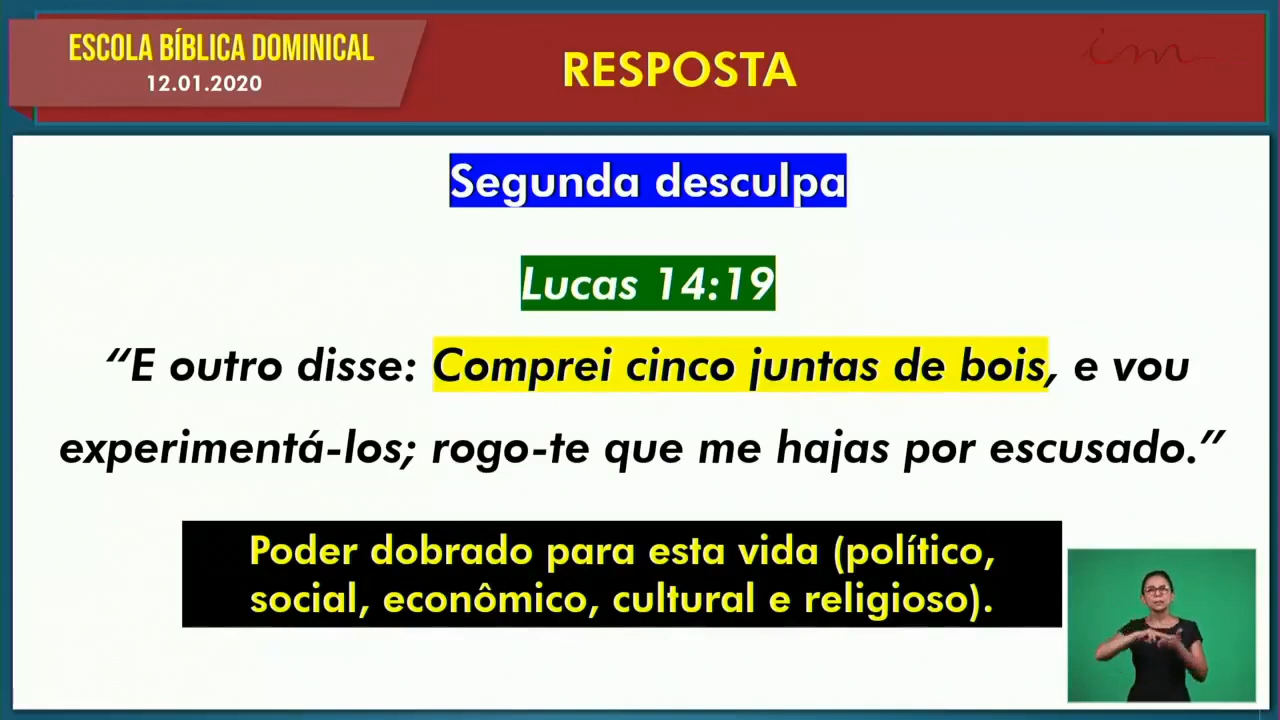 ESCOLA BÍBLICA DOMINICAL
12.01.2020
RESPOSTA
im
Segunda desculpa
Lucas 14:19
“E outro disse: Comprei cinco juntas de bois, e vou
experimentá-los; rogo-te que me hajas por escusado.”
Poder dobrado para esta vida (político,
social, econômico, cultural e religioso).